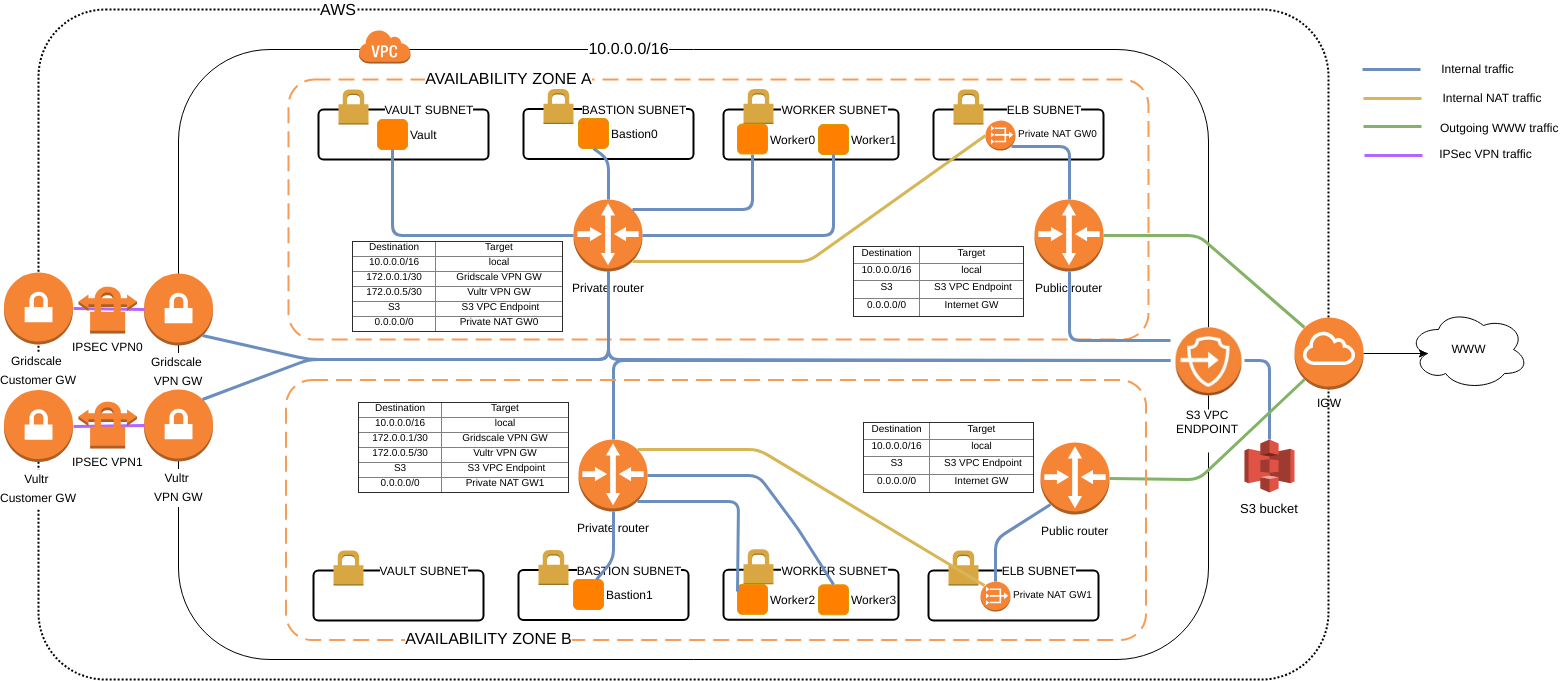 AWS
VPC
10.0.0.0/16
AVAILABILITY ZONE A
VAULT SUBNET
BASTION SUBNET
WORKER SUBNET
ELB SUBNET
Vault
Bastion0
Worker0
Worker1
Private NAT GW0
Internal traffic
Internal NAT traffic
Outgoing WWW traffic
IPSec VPN traffic
Destination Target
10.0.0.0/16 local
172.0.0.1/30 Gridscale VPN GW
172.0.0.5/30 Vultr VPN GW
S3 S3 VPC Endpoint
0.0.0.0/0 Private NAT GW0
Private router
Destination Target
10.0.0.0/16 local
S3 S3 VPC Endpoint
0.0.0.0/0 Internet GW
Public router
IPSEC VPN0
Gridscale
Customer GW
Gridscale
VPN GW
IPSEC VPN1
Vultr
Customer GW
Vultr
VPN GW
S3 VPC
ENDPOINT
IGW
WWW
S3 bucket
Destination Target
10.0.0.0/16 local
172.0.0.1/30 Gridscale VPN GW
172.0.0.5/30 Vultr VPN GW
S3 S3 VPC Endpoint
0.0.0.0/0 Private NAT GW1
Private router
Destination Target
10.0.0.0/16 local
S3 S3 VPC Endpoint
0.0.0.0/0 Internet GW
Public router
VAULT SUBNET
BASTION SUBNET
WORKER SUBNET
ELB SUBNET
Bastion1
Worker2
Worker3
Private NAT GW1
AVAILABILITY ZONE B